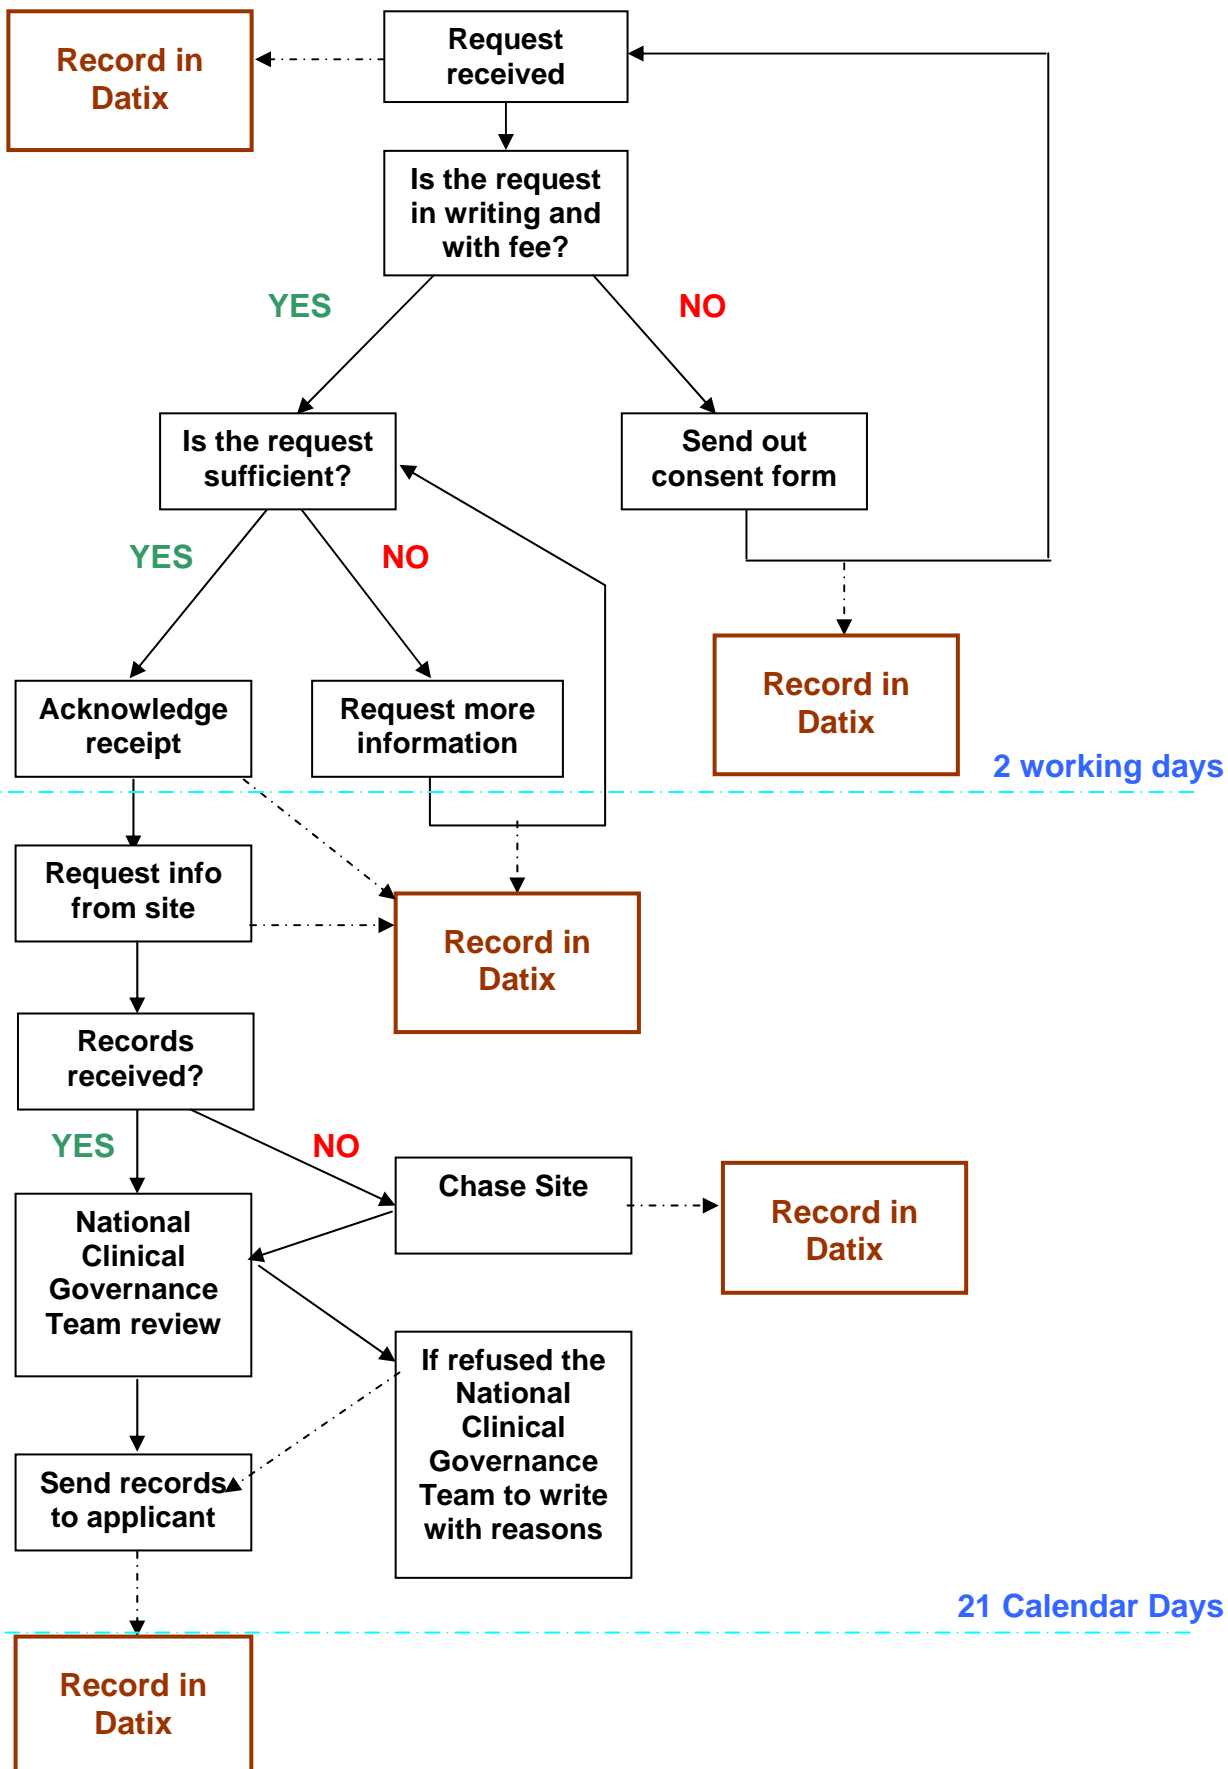 Record in
Datix
Request
received
Is the request
in writing and
with fee?
YES
NO
Is the request
sufficient?
Send out
consent form
YES
NO
Record in
Datix
Acknowledge
receipt
Request more
information
2 working days
Request info
from site
Record in
Datix
Records
received?
YES
NO
Chase Site
Record in
Datix
National
Clinical
Governance
Team review
If refused the
National
Clinical
Governance
Team to write
with reasons
Send records
to applicant
21 Calendar Days
Record in
Datix